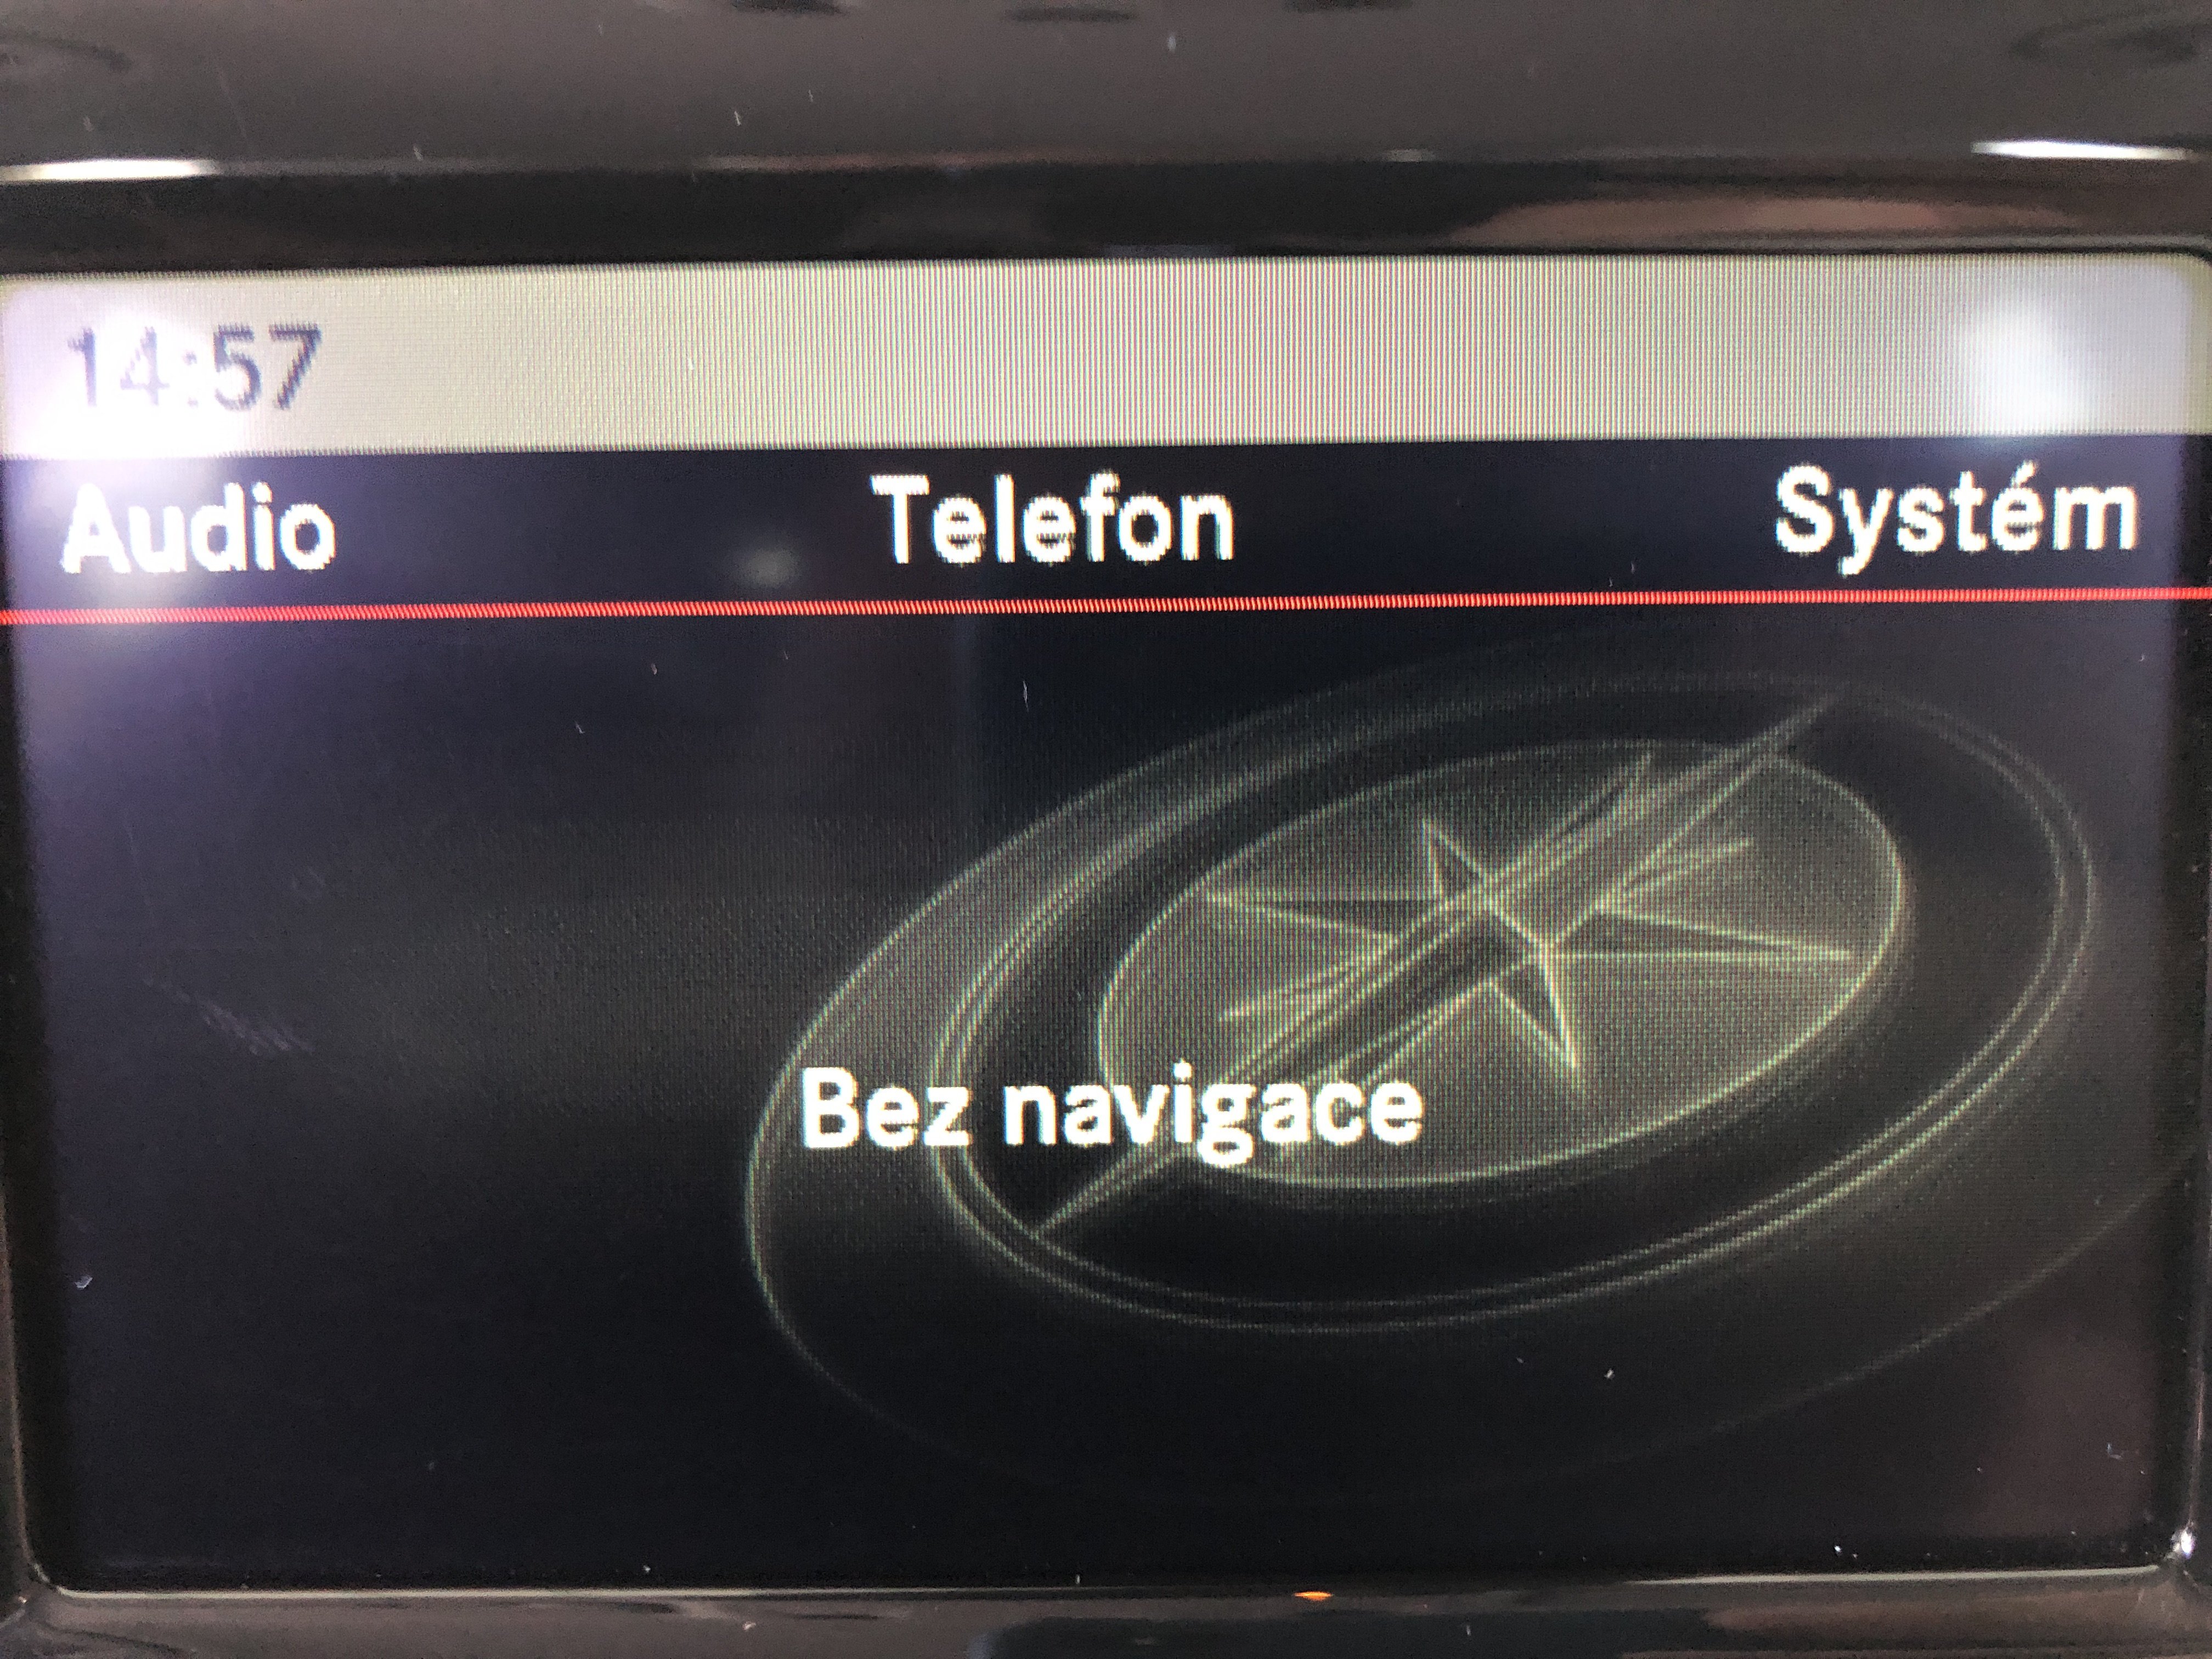 14:57
Audio Telefon Systém
Bez navigace